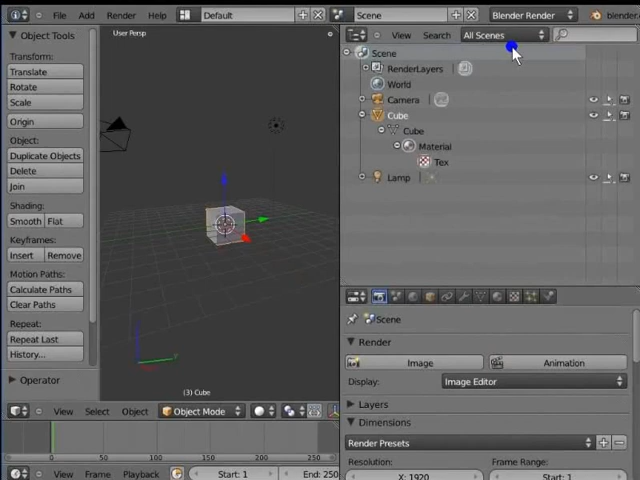 File Add Render Help Default Scene Blender Render blender.
Object Tools
Transform:
Translate
Rotate
Scale
Origin
Object:
Duplicate Objects
Delete
Join
Shading:
Smooth Flat
Keyframes:
Insert Remove
Motion Paths:
Calculate Paths
Clear Paths
Repeat:
Repeat Last
History...
Operator
User Persp
(3) Cube
View Select Object Object Mode
0 50 100 150 200 250
View Frame Playback Start: 1 End: 250
View Search All Scenes
Scene
RenderLayers
World
Camera
Cube
Cube
Material
Tex
Lamp
Scene
Render
Image Animation
Display: Image Editor
Layers
Dimensions
Render Presets
Resolution: Frame Range:
X: 1920 Start: 1